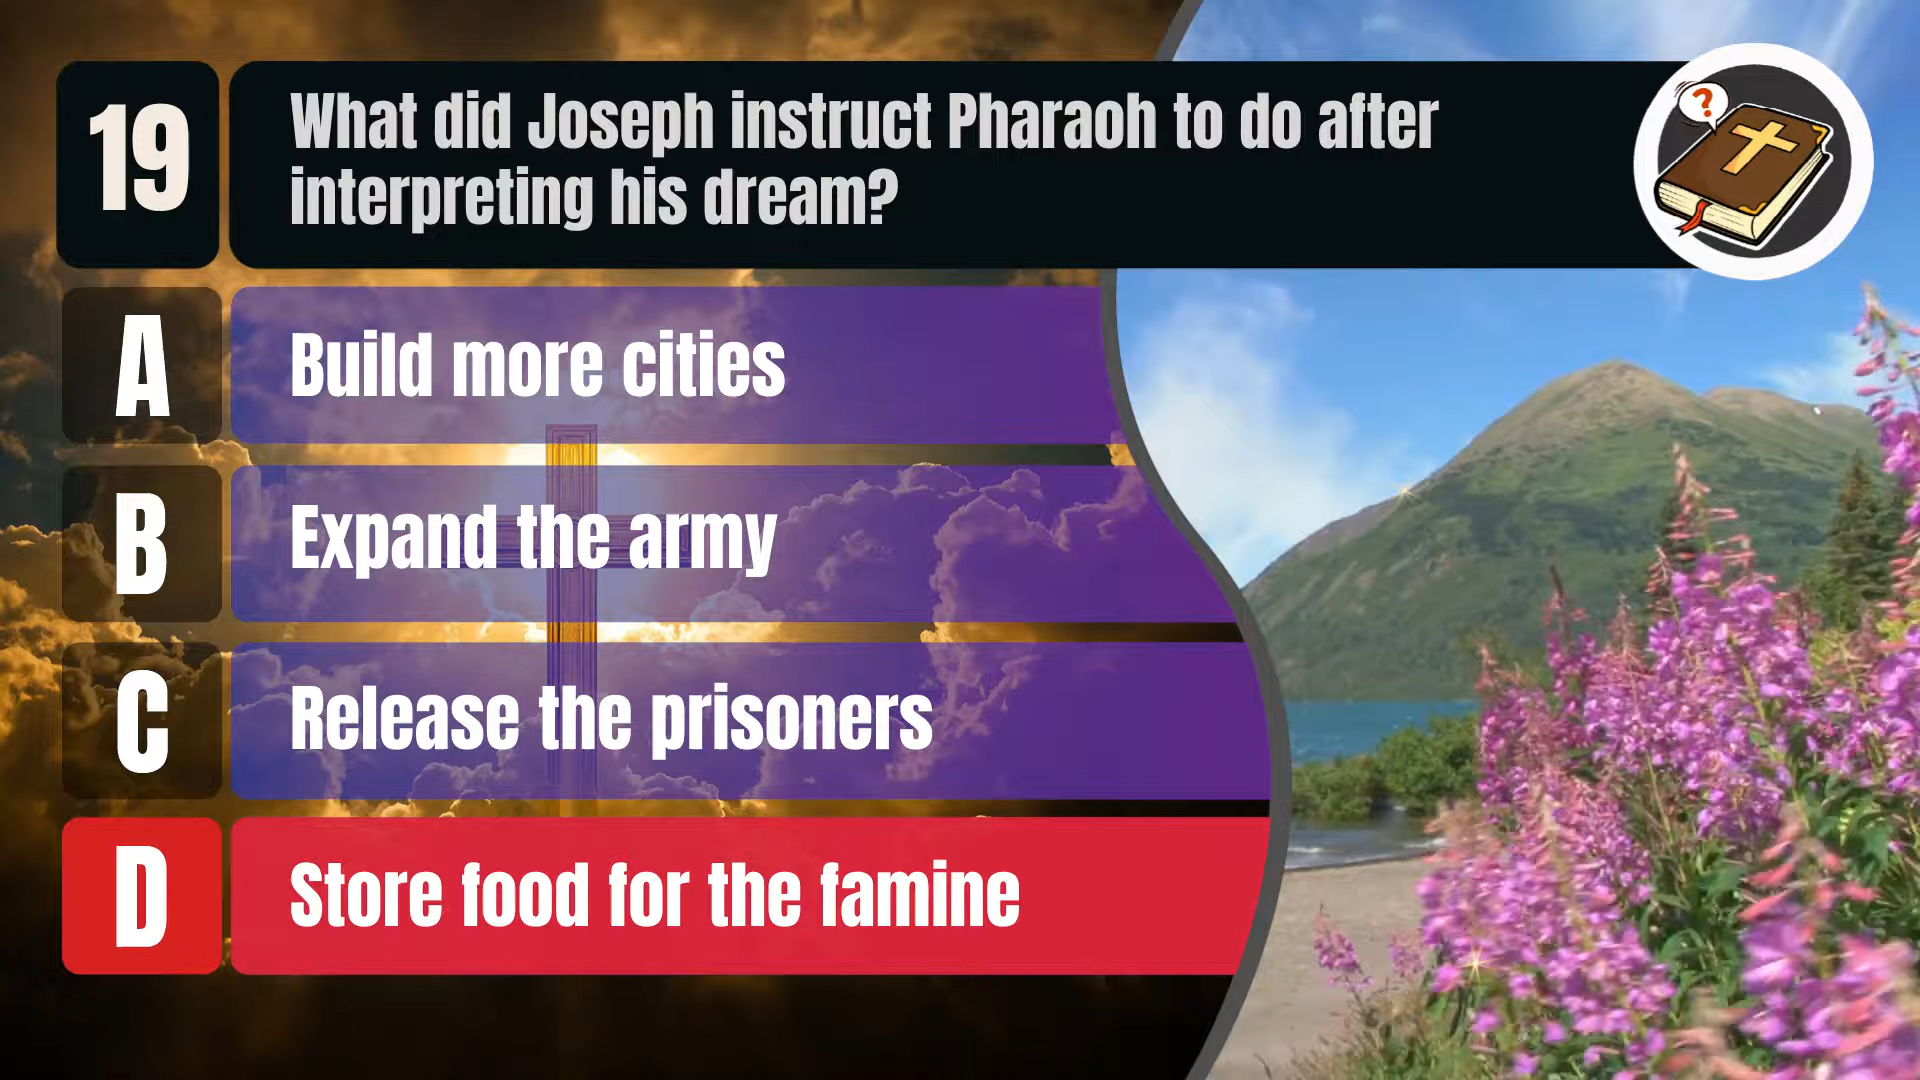 19
What did Joseph instruct Pharaoh to do after
interpreting his dream?
A
Build more cities
B
Expand the army
C
Release the prisoners
D
Store food for the famine
?